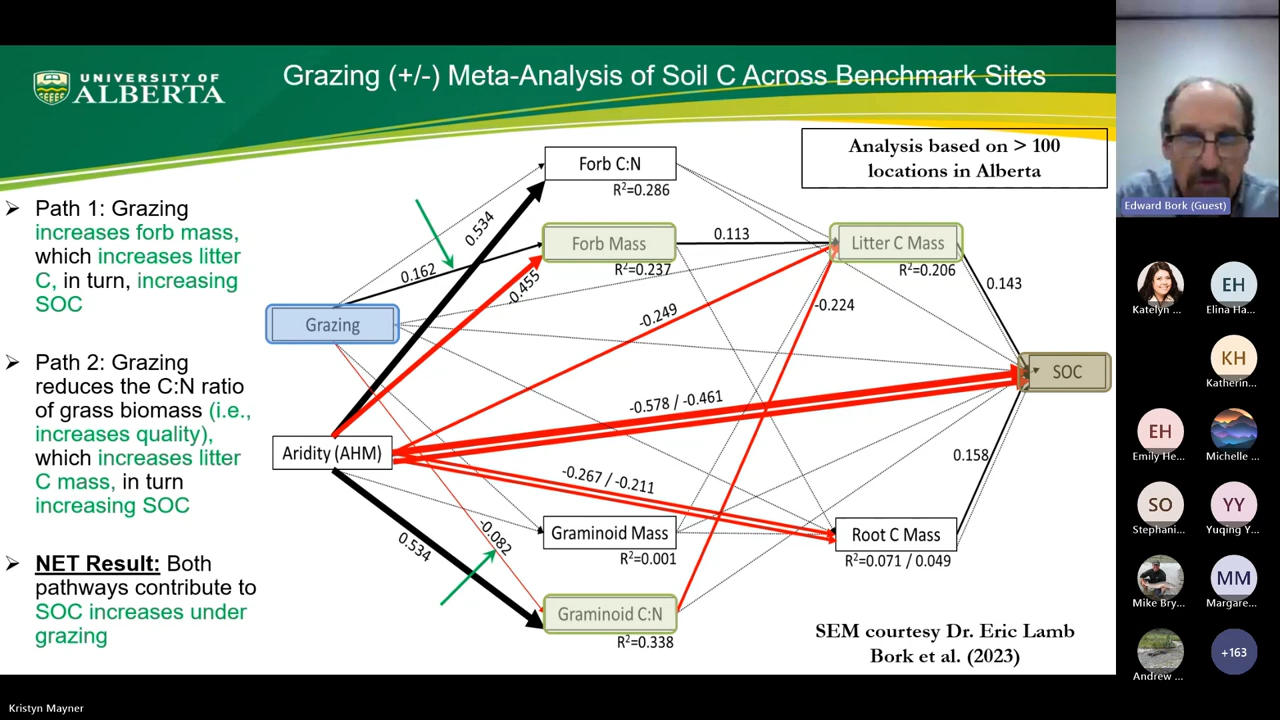 UNIVERSITY OF
ALBERTA
Grazing (+/-) Meta-Analysis of Soil C Across Benchmark Sites
Analysis based on > 100
locations in Alberta
➢ Path 1: Grazing
increases forb mass,
which increases litter
C, in turn, increasing
SOC
➢ Path 2: Grazing
reduces the C:N ratio
of grass biomass (i.e.,
increases quality),
which increases litter
C mass, in turn
increasing SOC
➢ NET Result: Both
pathways contribute to
SOC increases under
grazing
Forb C:N
R²=0.286
0.534
Forb Mass
R²=0.237
0.162
-0.455
0.113
Litter C Mass
R²=0.206
Grazing
-0.249
-0.224
0.143
SOC
-0.578 / -0.461
Aridity (AHM)
-0.267 / -0.211
0.158
-0.082
0.534
Graminoid Mass
R²=0.001
Root C Mass
R²=0.071 / 0.049
Graminoid C:N
R²=0.338
SEM courtesy Dr. Eric Lamb
Bork et al. (2023)
Edward Bork (Guest)
Katelyn ...
EH
Elina Ha...
KH
Katherin...
EH
Emily He...
Michelle ...
SO
Stephani...
YY
Yuqing Y...
Mike Bry...
MM
Margare...
Andrew ...
+163
Kristyn Mayner